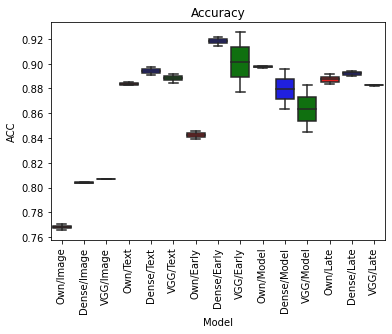 Accuracy
ACC
0.92
0.90
0.88
0.86
0.84
0.82
0.80
0.78
0.76
Own/Image
Dense/Image
VGG/Image
Own/Text
Dense/Text
VGG/Text
Own/Early
Dense/Early
VGG/Early
Own/Model
Dense/Model
VGG/Model
Own/Late
Dense/Late
VGG/Late
Model